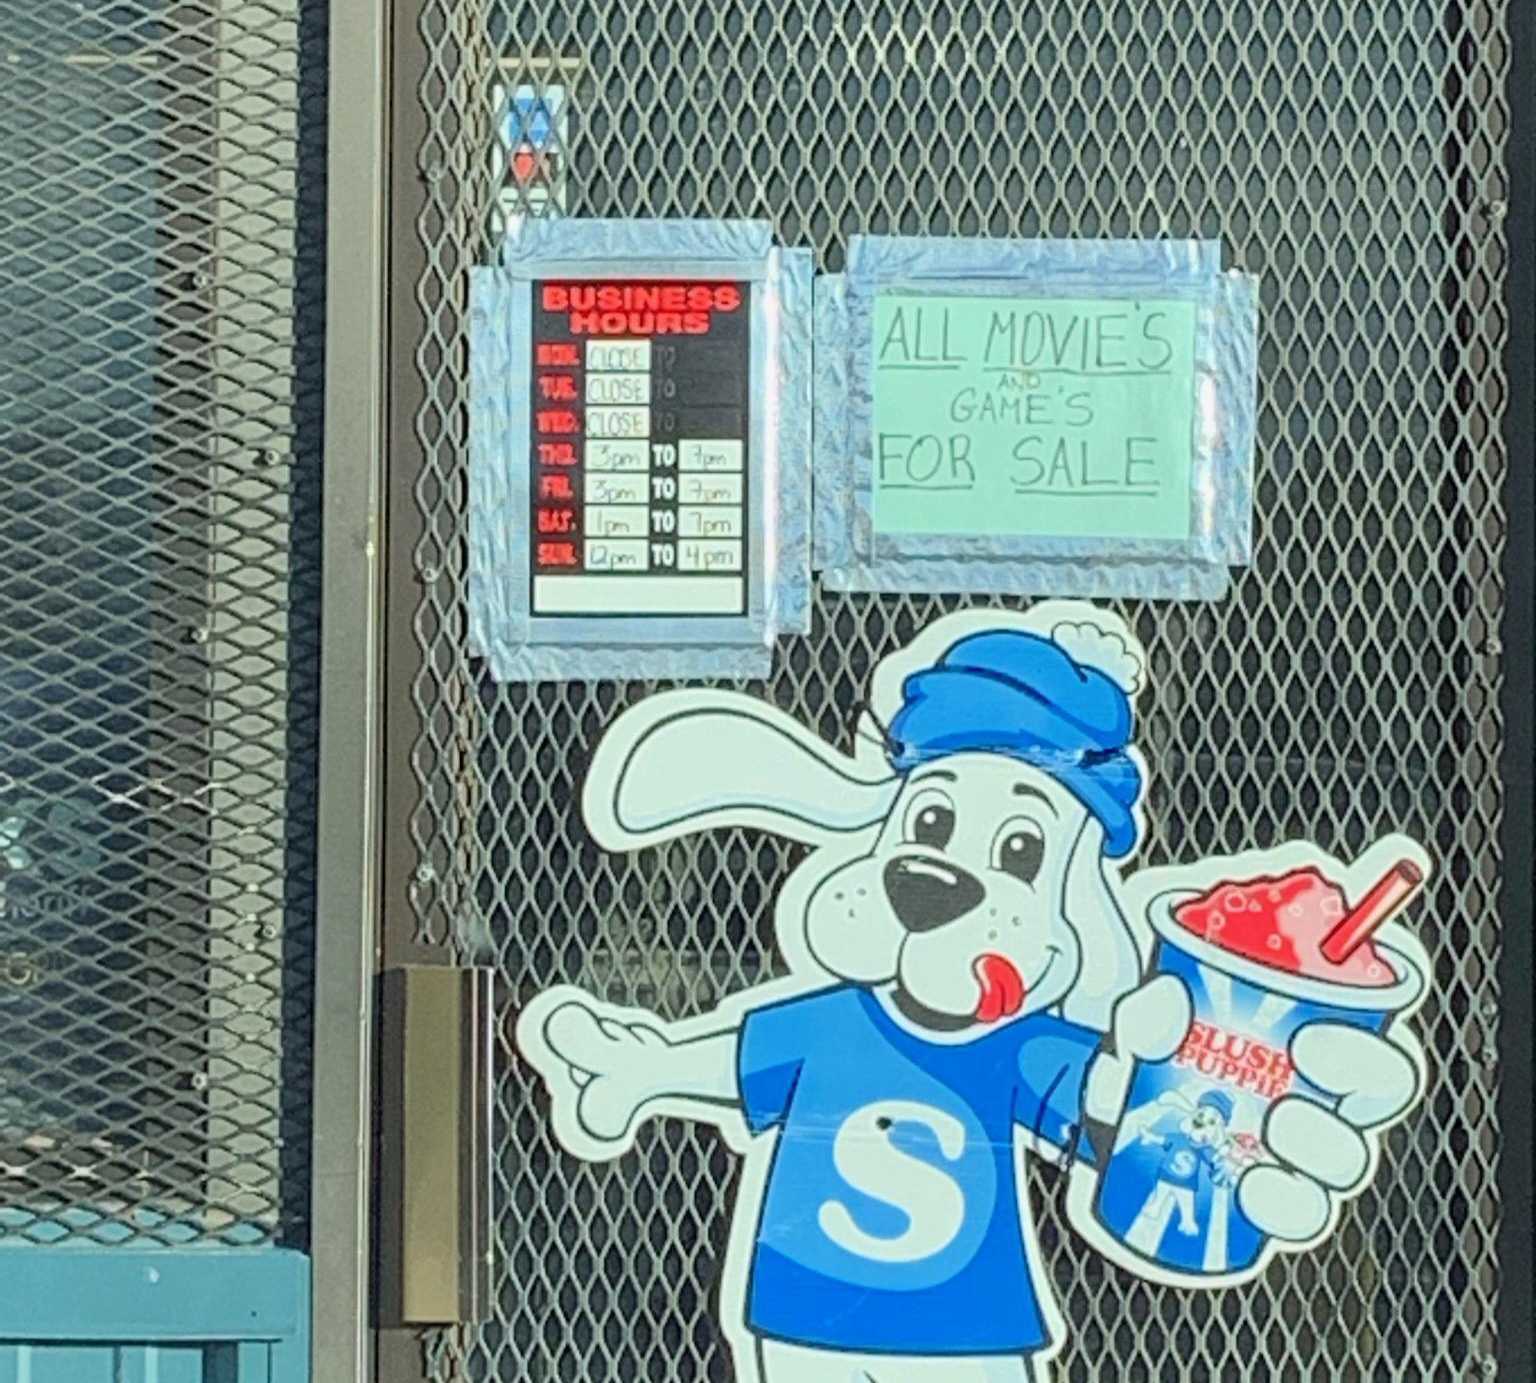 BUSINESS
HOURS
MON. CLOSE TO
TUE. CLOSE TO
WED. CLOSE TO
THU. 3pm TO 7pm
FRI. 3pm TO 7pm
SAT. 1pm TO 7pm
SUN. 12pm TO 4pm
ALL MOVIE'S
AND
GAME'S
FOR SALE
SLUSH
PUPPIE
S
S